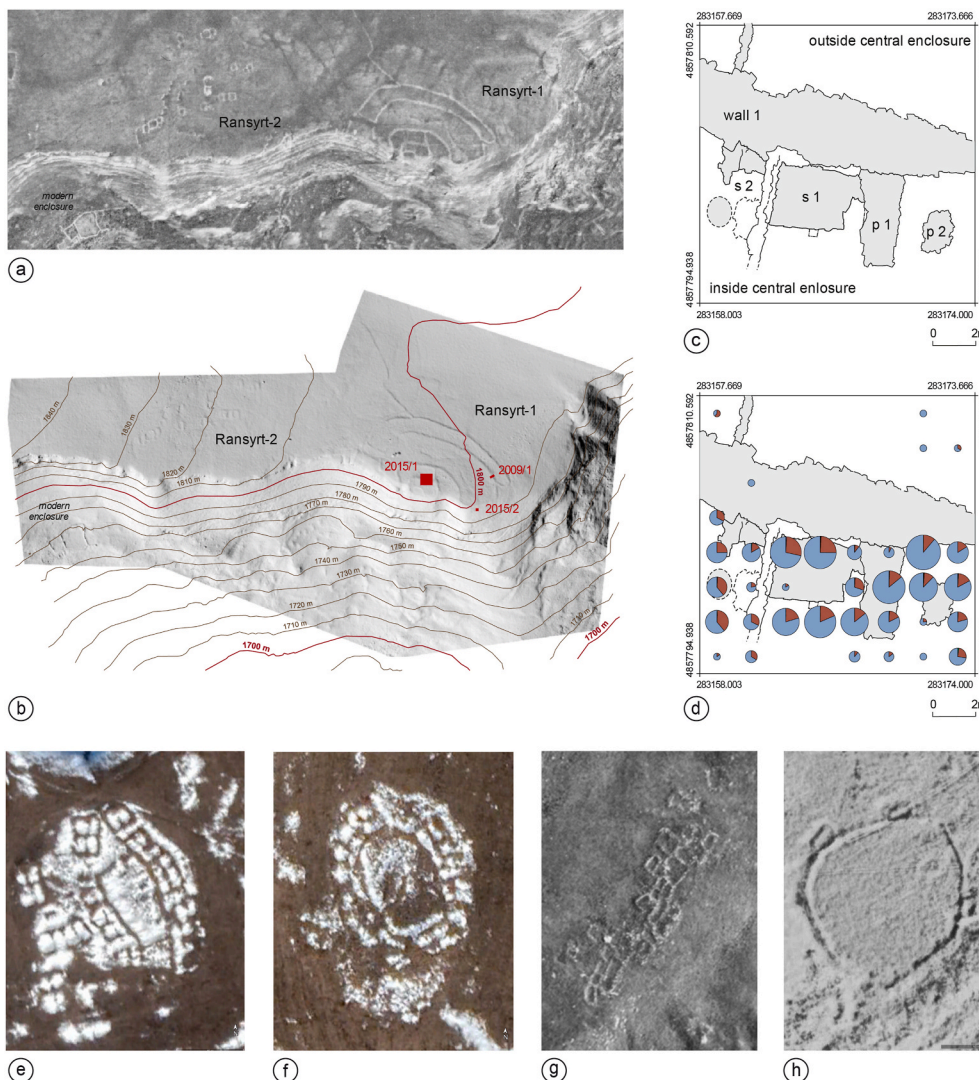 Ransyrt-1
Ransyrt-2
modern
enclosure
a
283157.669
283173.666
4857810.592
outside central enclosure
wall 1
s 2
s 1
p 1
p 2
inside central enlosure
4857794.938
283158.003
283174.000
0
c
1840 m
1830 m
1820 m
1810 m
Ransyrt-2
Ransyrt-1
2015/1
2009/1
1800 m
2015/2
1790 m
1780 m
1770 m
1760 m
1750 m
1740 m
1730 m
1720 m
1710 m
1700 m
1710 m
1700 m
modern
enclosure
b
283157.669
283173.666
4857810.592
4857794.938
283158.003
283174.000
0
d
e
f
g
h